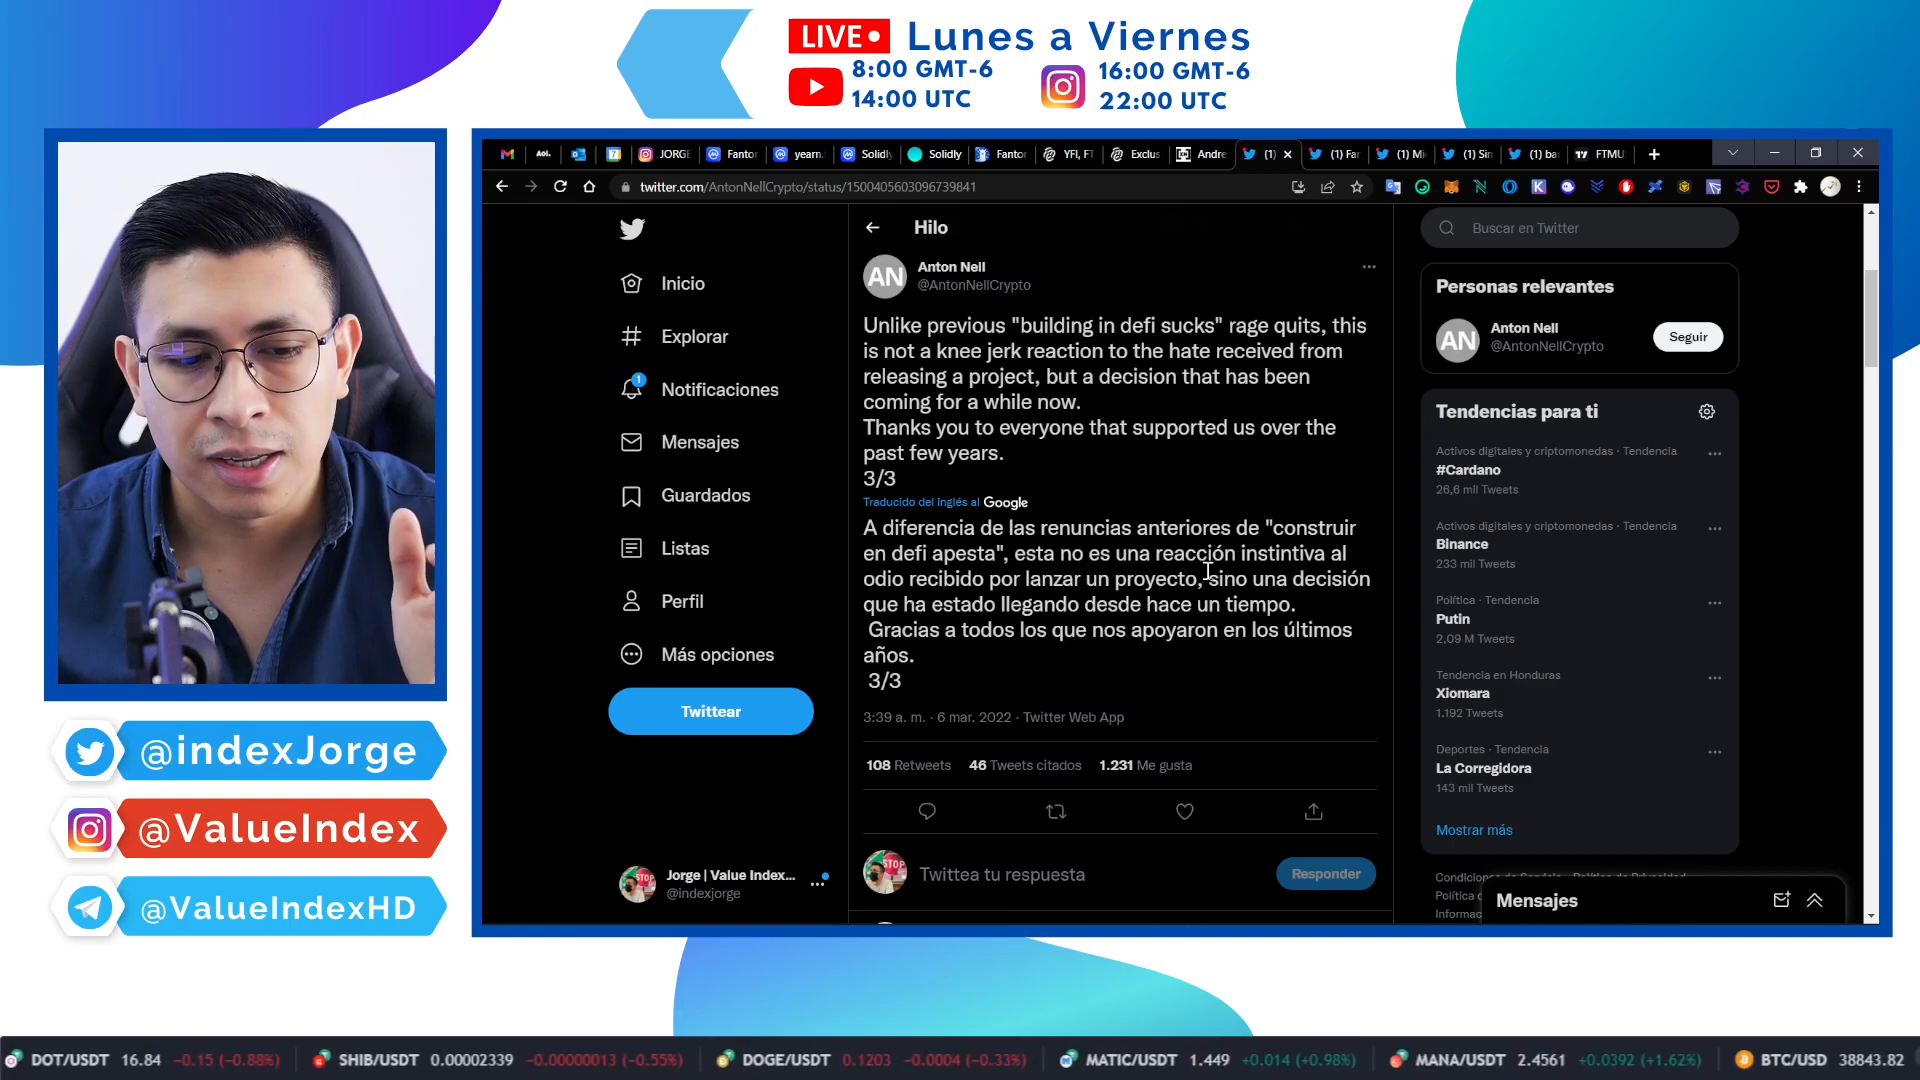 LIVE• Lunes a Viernes
8:00 GMT-6
14:00 UTC
16:00 GMT-6
22:00 UTC
Aol.
7
JORGE
Fantor
yearn.
Solidly
Solidly
Fantor
YFI, FT
Exclus
Andre
(1)
(1) Far
(1) Mi
(1) Sin
(1) ba
FTMU
twitter.com/AntonNellCrypto/status/1500405603096739841
Inicio
Explorar
1
Notificaciones
Mensajes
Guardados
Listas
Perfil
Más opciones
Twittear
Jorge | Value Index...
@indexjorge
Hilo
AN
Anton Nell
@AntonNellCrypto
Unlike previous "building in defi sucks" rage quits, this
is not a knee jerk reaction to the hate received from
releasing a project, but a decision that has been
coming for a while now.
Thanks you to everyone that supported us over the
past few years.
3/3
Traducido del inglés al Google
A diferencia de las renuncias anteriores de "construir
en defi apesta", esta no es una reacción instintiva al
odio recibido por lanzar un proyecto, sino una decisión
que ha estado llegando desde hace un tiempo.
Gracias a todos los que nos apoyaron en los últimos
años.
3/3
3:39 a. m. · 6 mar. 2022 · Twitter Web App
108 Retweets 46 Tweets citados 1.231 Me gusta
STOP
Twittea tu respuesta
Responder
Buscar en Twitter
Personas relevantes
AN
Anton Nell
@AntonNellCrypto
Seguir
Tendencias para ti
Activos digitales y criptomonedas · Tendencia
#Cardano
26,6 mil Tweets
Activos digitales y criptomonedas · Tendencia
Binance
233 mil Tweets
Política · Tendencia
Putin
2,09 M Tweets
Tendencia en Honduras
Xiomara
1.192 Tweets
Deportes · Tendencia
La Corregidora
143 mil Tweets
Mostrar más
Mensajes
@indexJorge
@ValueIndex
@ValueIndexHD
DOT/USDT 16.84 −0.15 (−0.88%)
SHIB/USDT 0.00002339 −0.00000013 (−0.55%)
DOGE/USDT 0.1203 −0.0004 (−0.33%)
MATIC/USDT 1.449 +0.014 (+0.98%)
MANA/USDT 2.4561 +0.0392 (+1.62%)
BTC/USD 38843.82